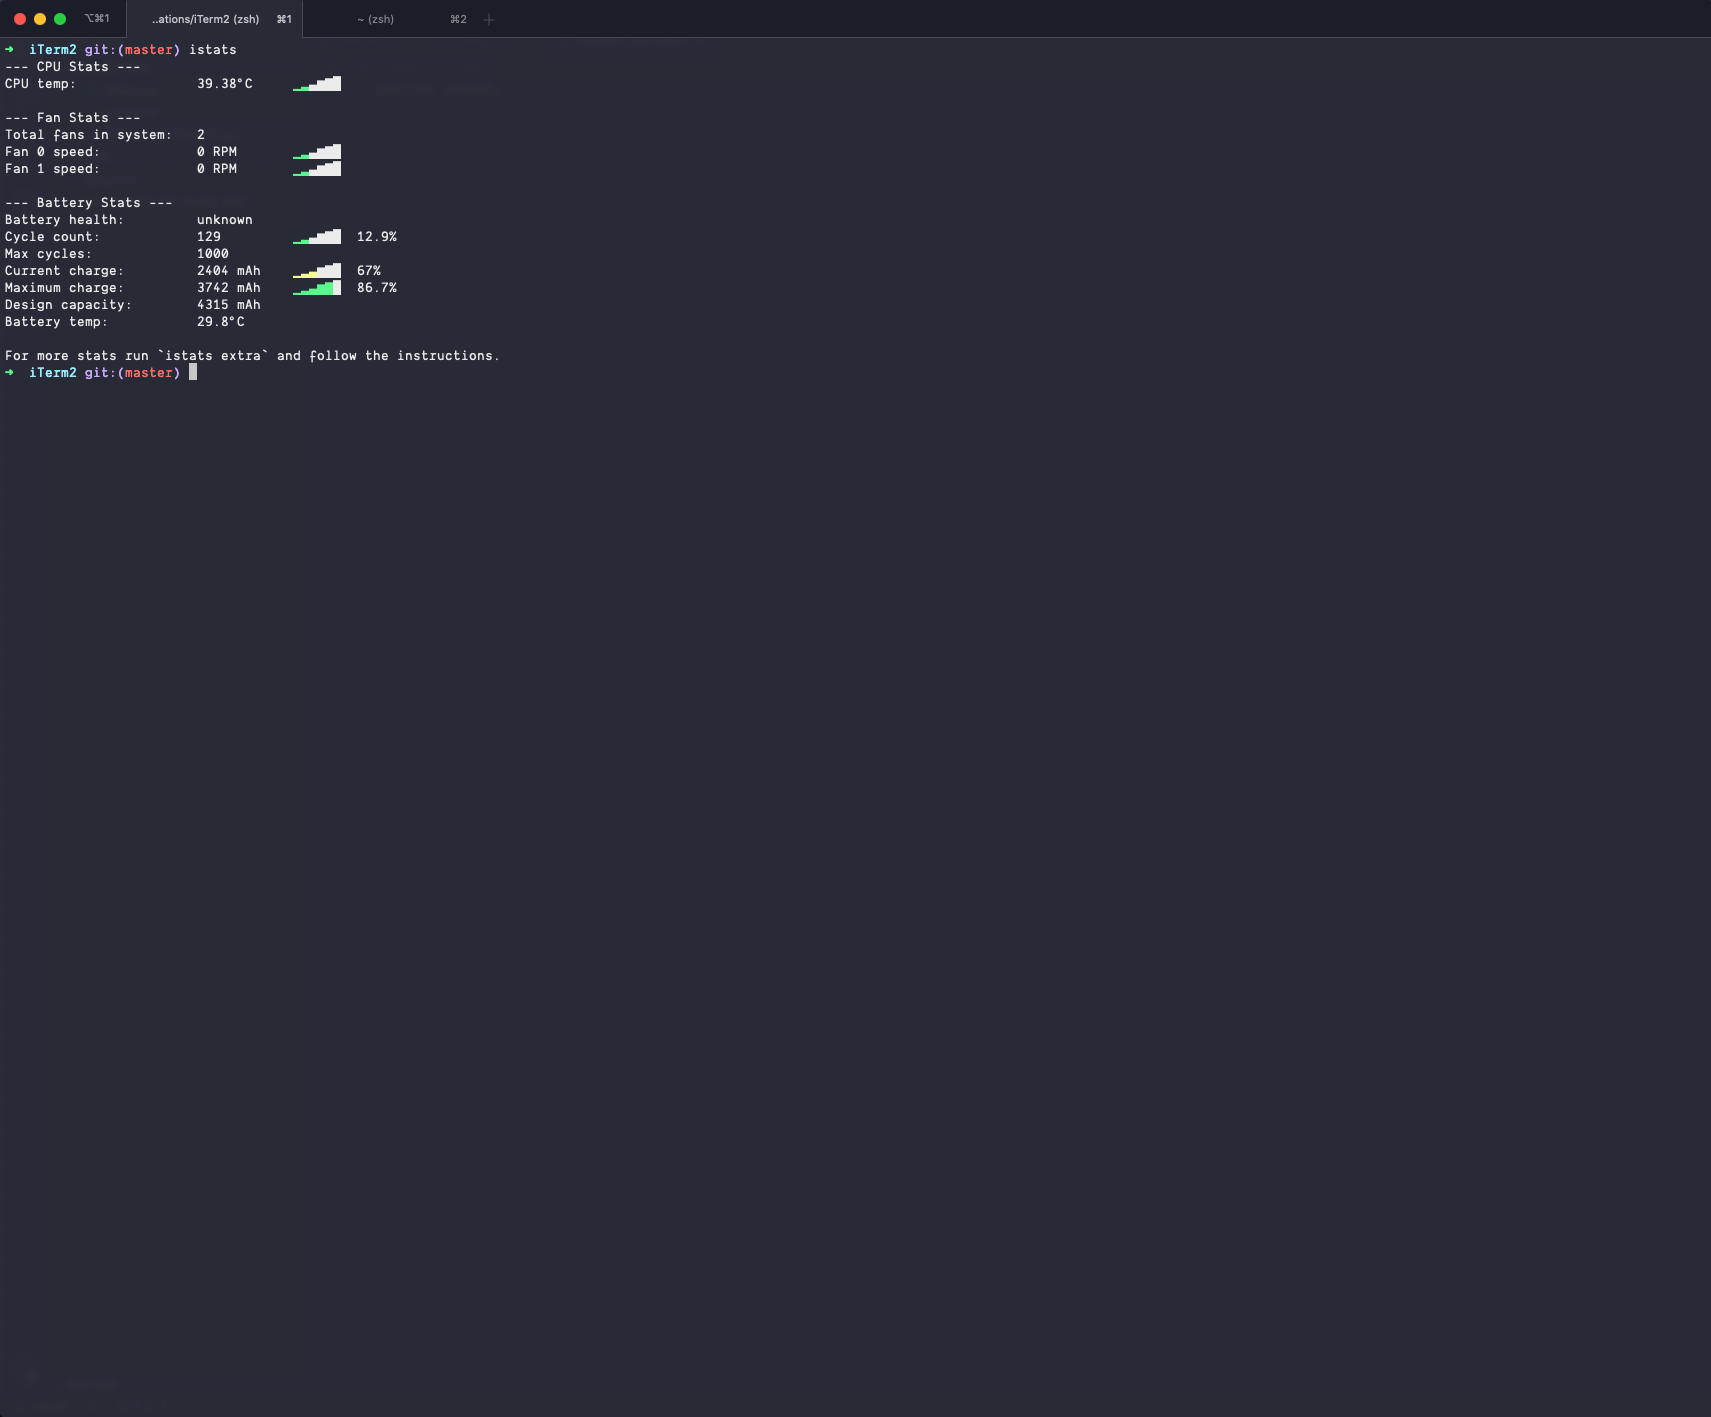 ⌥⌘1 ..ations/iTerm2 (zsh) ⌘1 ~ (zsh) ⌘2 +
➜ iTerm2 git:(master) istats
--- CPU Stats ---
CPU temp: 39.38°C
--- Fan Stats ---
Total fans in system: 2
Fan 0 speed: 0 RPM
Fan 1 speed: 0 RPM
--- Battery Stats ---
Battery health: unknown
Cycle count: 129 12.9%
Max cycles: 1000
Current charge: 2404 mAh 67%
Maximum charge: 3742 mAh 86.7%
Design capacity: 4315 mAh
Battery temp: 29.8°C
For more stats run `istats extra` and follow the instructions.
➜ iTerm2 git:(master)